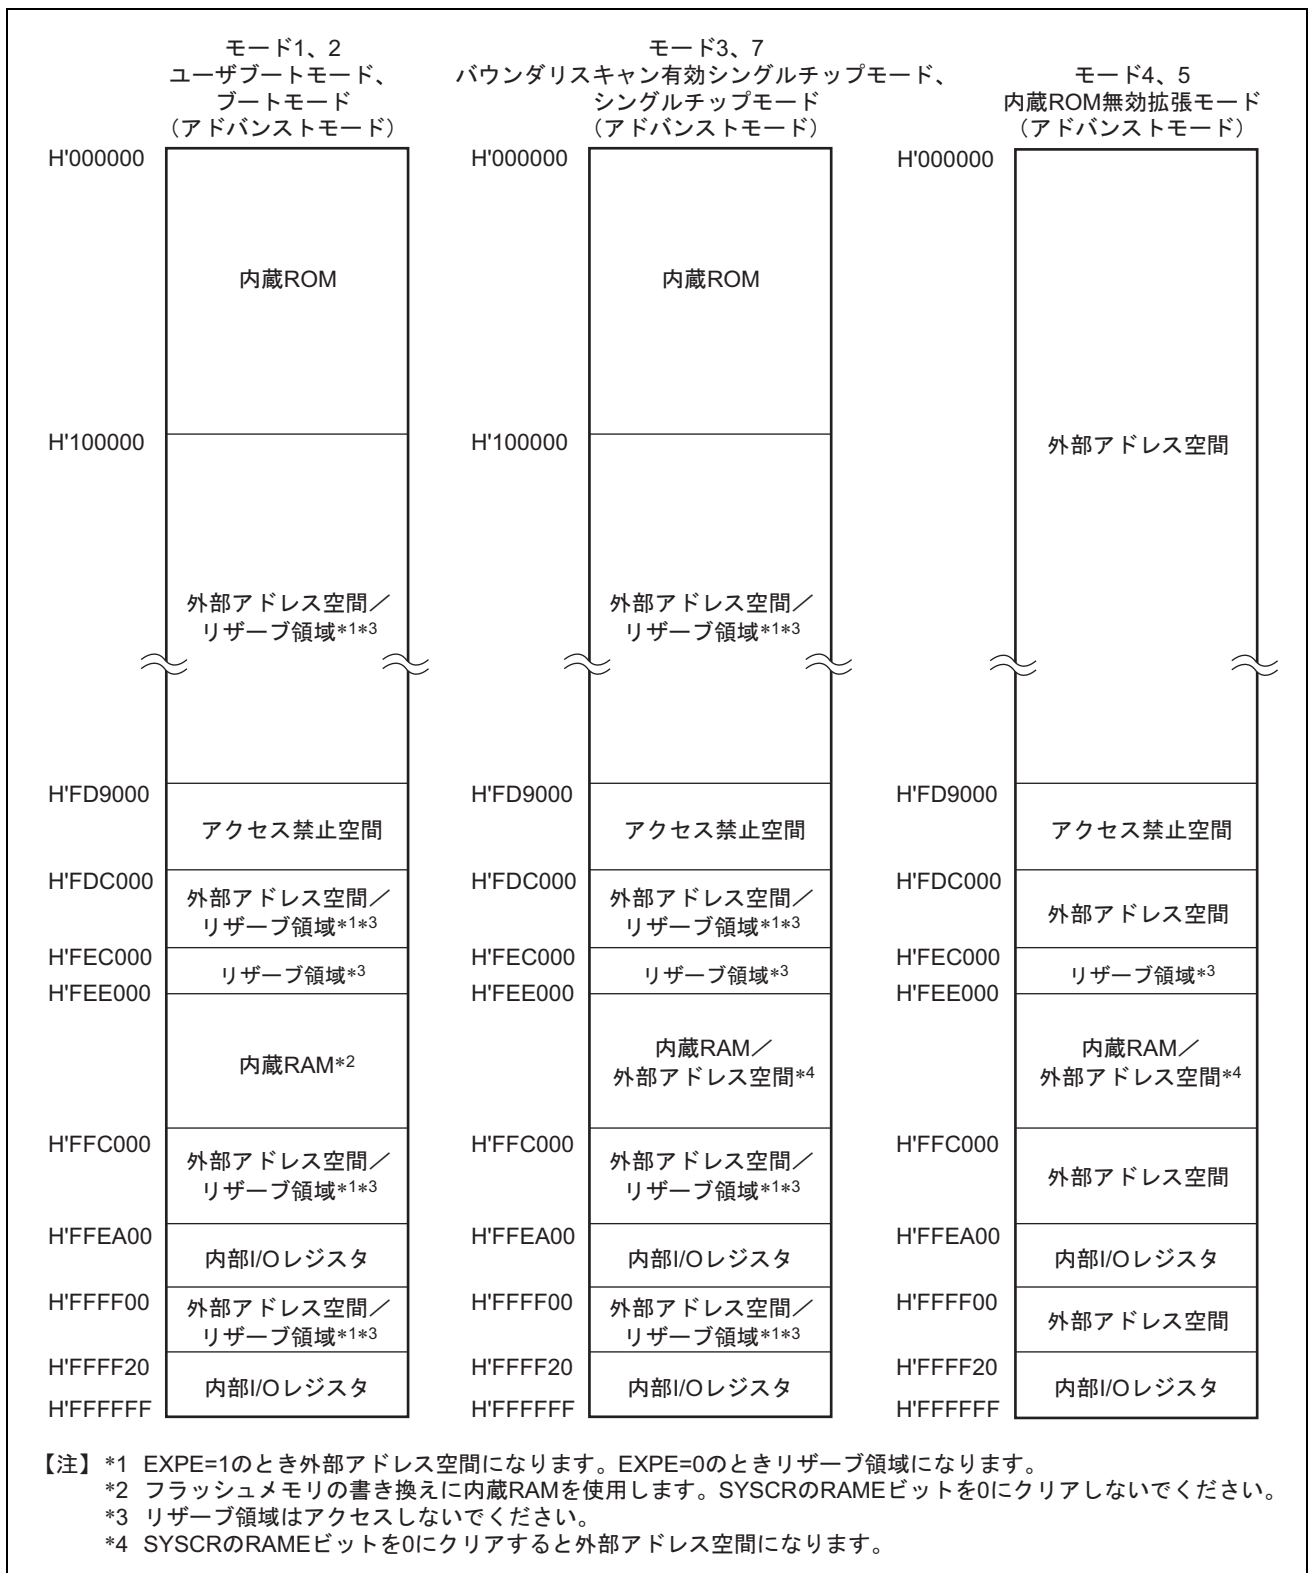 モード1、2
ユーザブートモード、
ブートモード
（アドバンストモード）
H'000000
内蔵ROM
H'100000
外部アドレス空間／
リザーブ領域*1*3
H'FD9000
アクセス禁止空間
H'FDC000
外部アドレス空間／
リザーブ領域*1*3
H'FEC000
リザーブ領域*3
H'FEE000
内蔵RAM*2
H'FFC000
外部アドレス空間／
リザーブ領域*1*3
H'FFEA00
内部I/Oレジスタ
H'FFFF00
外部アドレス空間／
リザーブ領域*1*3
H'FFFF20
内部I/Oレジスタ
H'FFFFFF
モード3、7
バウンダリスキャン有効シングルチップモード、
シングルチップモード
（アドバンストモード）
H'000000
内蔵ROM
H'100000
外部アドレス空間／
リザーブ領域*1*3
H'FD9000
アクセス禁止空間
H'FDC000
外部アドレス空間／
リザーブ領域*1*3
H'FEC000
リザーブ領域*3
H'FEE000
内蔵RAM／
外部アドレス空間*4
H'FFC000
外部アドレス空間／
リザーブ領域*1*3
H'FFEA00
内部I/Oレジスタ
H'FFFF00
外部アドレス空間／
リザーブ領域*1*3
H'FFFF20
内部I/Oレジスタ
H'FFFFFF
モード4、5
内蔵ROM無効拡張モード
（アドバンストモード）
H'000000
外部アドレス空間
H'FD9000
アクセス禁止空間
H'FDC000
外部アドレス空間
H'FEC000
リザーブ領域*3
H'FEE000
内蔵RAM／
外部アドレス空間*4
H'FFC000
外部アドレス空間
H'FFEA00
内部I/Oレジスタ
H'FFFF00
外部アドレス空間
H'FFFF20
内部I/Oレジスタ
H'FFFFFF
【注】*1 EXPE=1のとき外部アドレス空間になります。EXPE=0のときリザーブ領域になります。
*2 フラッシュメモリの書き換えに内蔵RAMを使用します。SYSCRのRAMEビットを0にクリアしないでください。
*3 リザーブ領域はアクセスしないでください。
*4 SYSCRのRAMEビットを0にクリアすると外部アドレス空間になります。